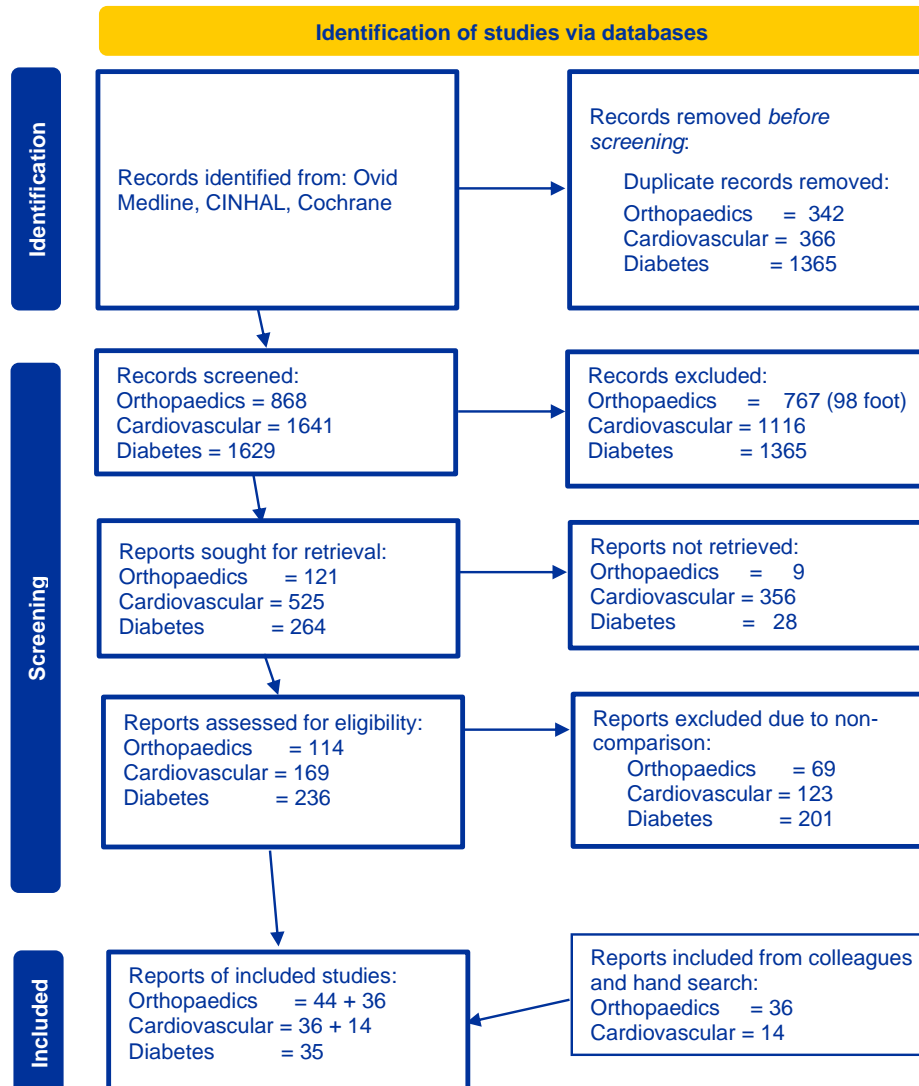 Identification of studies via databases
Identification
Records identified from: Ovid
Medline, CINHAL, Cochrane
Records removed before
screening:
Duplicate records removed:
Orthopaedics = 342
Cardiovascular = 366
Diabetes = 1365
Screening
Records screened:
Orthopaedics = 868
Cardiovascular = 1641
Diabetes = 1629
Records excluded:
Orthopaedics = 767 (98 foot)
Cardiovascular = 1116
Diabetes = 1365
Reports sought for retrieval:
Orthopaedics = 121
Cardiovascular = 525
Diabetes = 264
Reports not retrieved:
Orthopaedics = 9
Cardiovascular = 356
Diabetes = 28
Reports assessed for eligibility:
Orthopaedics = 114
Cardiovascular = 169
Diabetes = 236
Reports excluded due to non-
comparison:
Orthopaedics = 69
Cardiovascular = 123
Diabetes = 201
Included
Reports of included studies:
Orthopaedics = 44 + 36
Cardiovascular = 36 + 14
Diabetes = 35
Reports included from colleagues
and hand search:
Orthopaedics = 36
Cardiovascular = 14